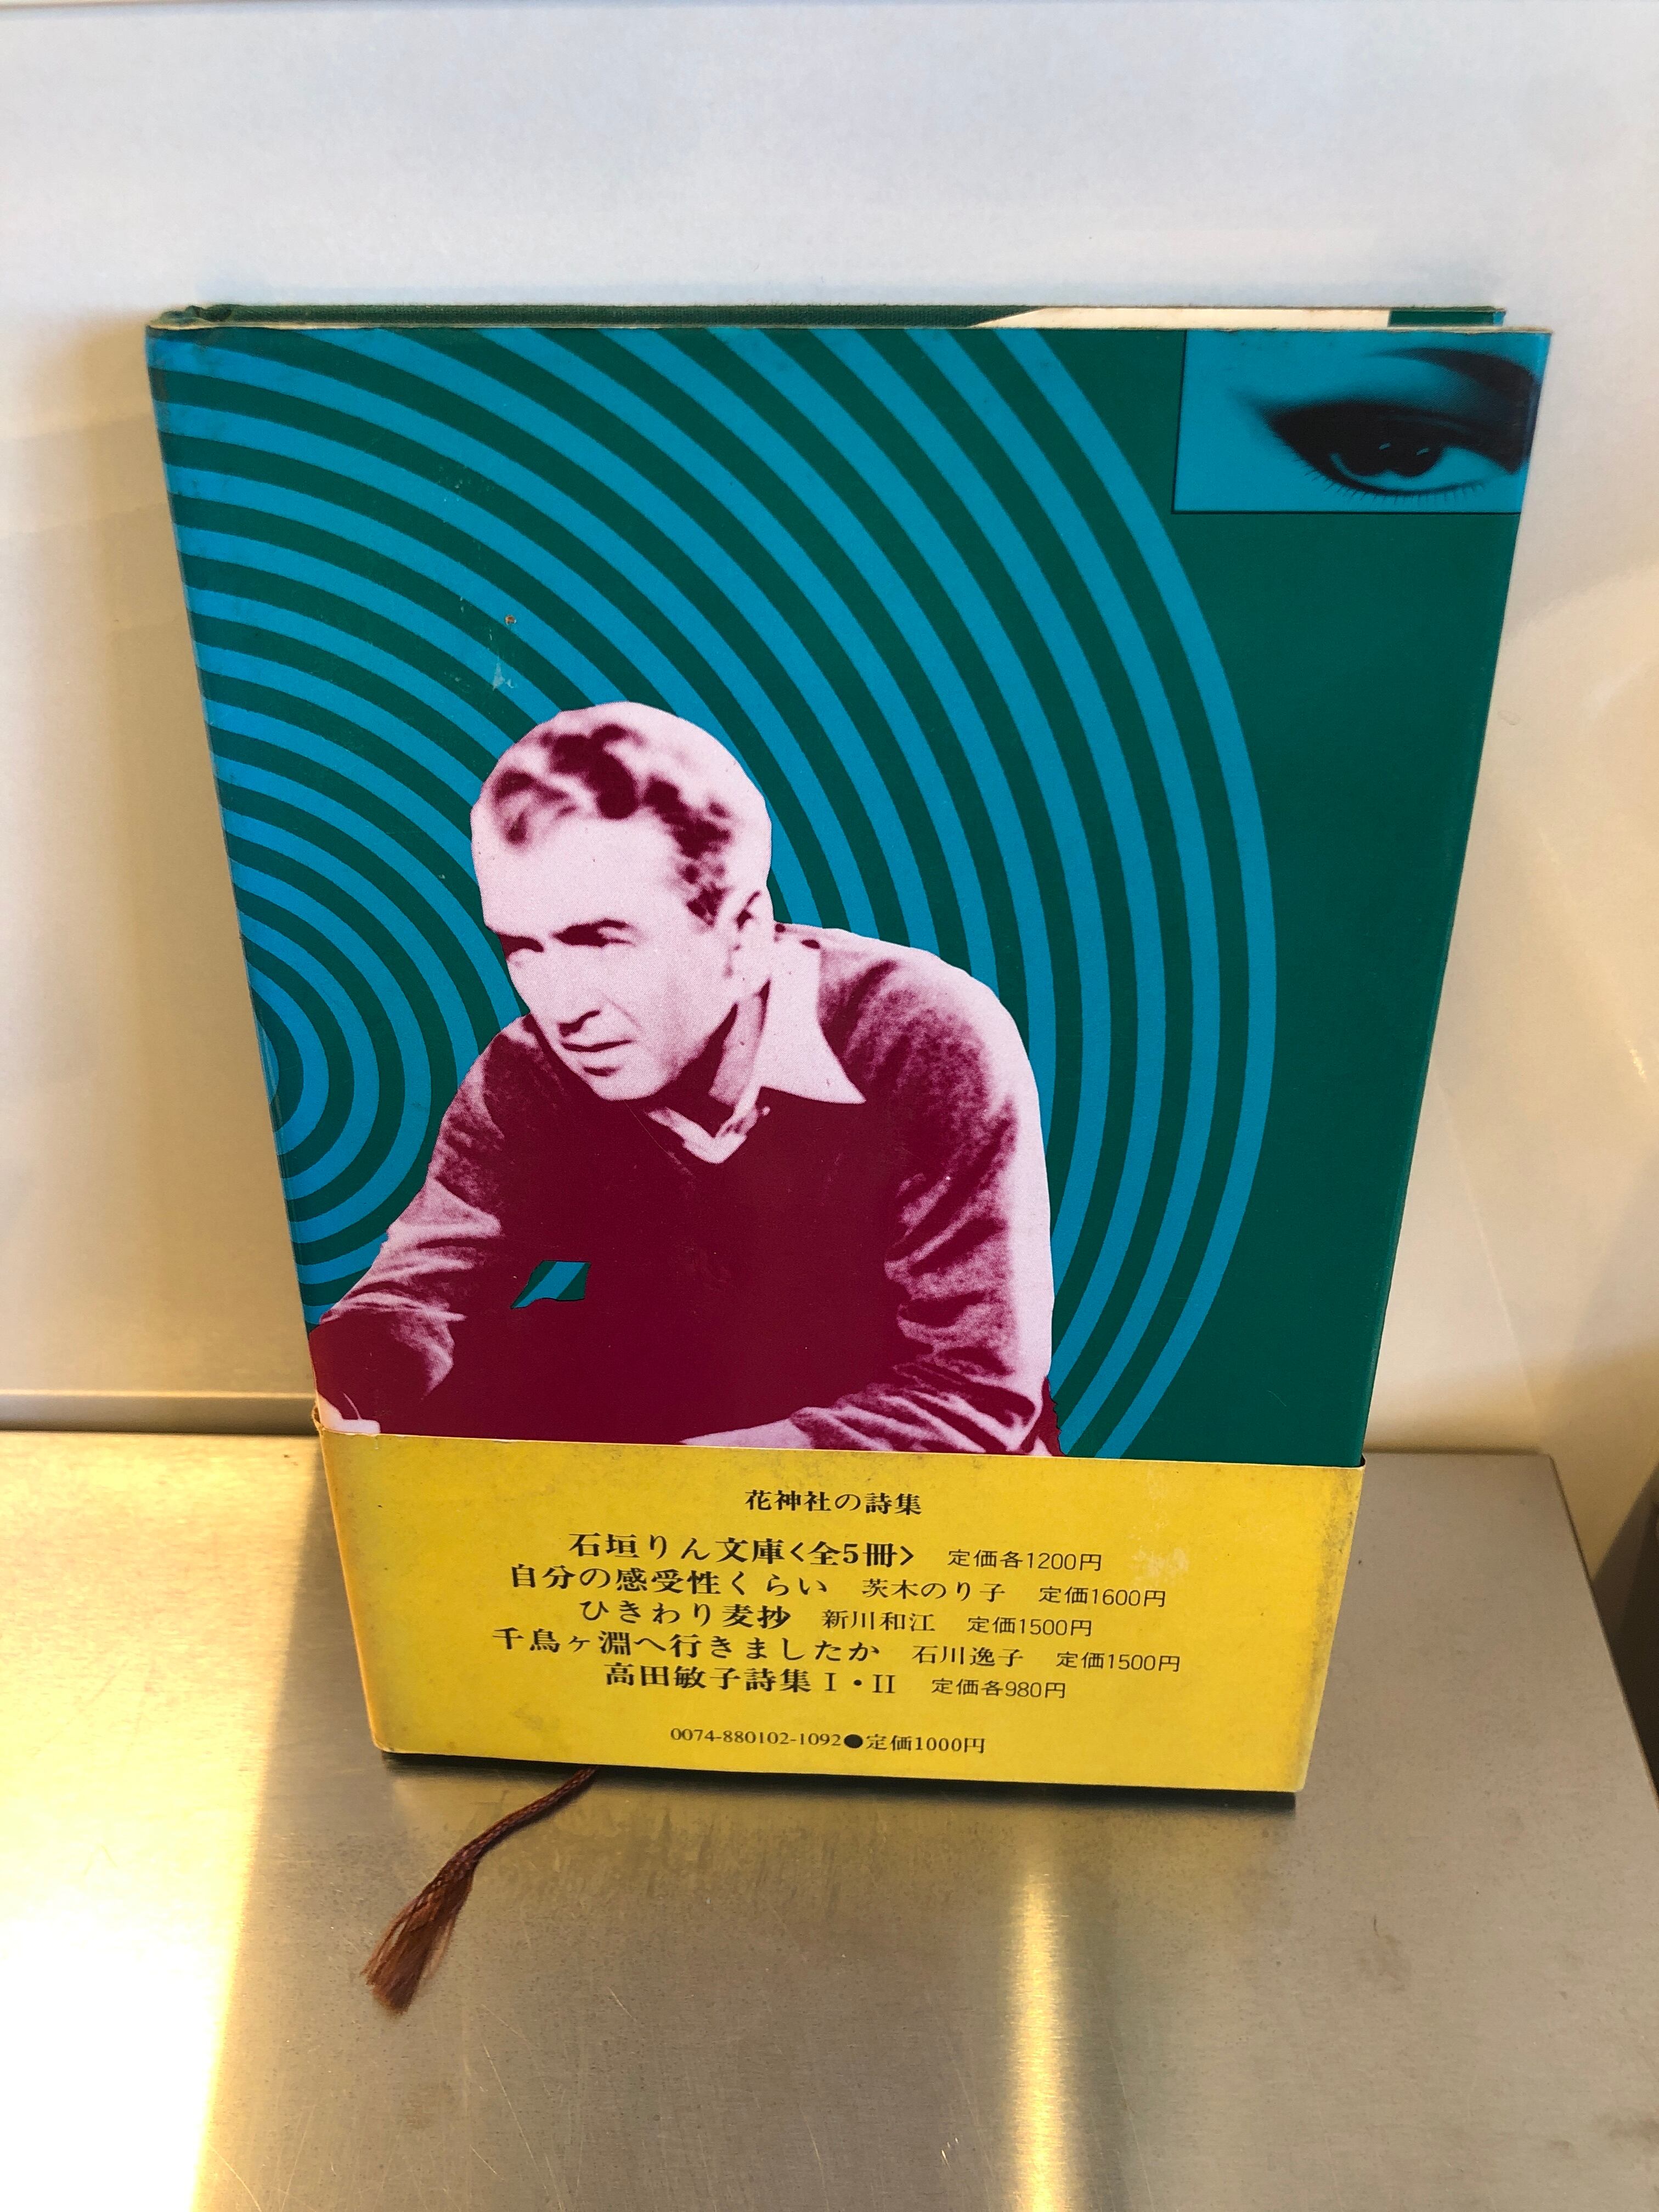 花神社の詩集
石垣りん文庫<全5冊> 定価各1200円
自分の感受性くらい 茨木のり子 定価1600円
ひきわり麦抄 新川和江 定価1500円
千鳥ヶ淵へ行きましたか 石川逸子 定価1500円
高田敏子詩集Ⅰ・Ⅱ 定価各980円
0074-880102-1092●定価1000円